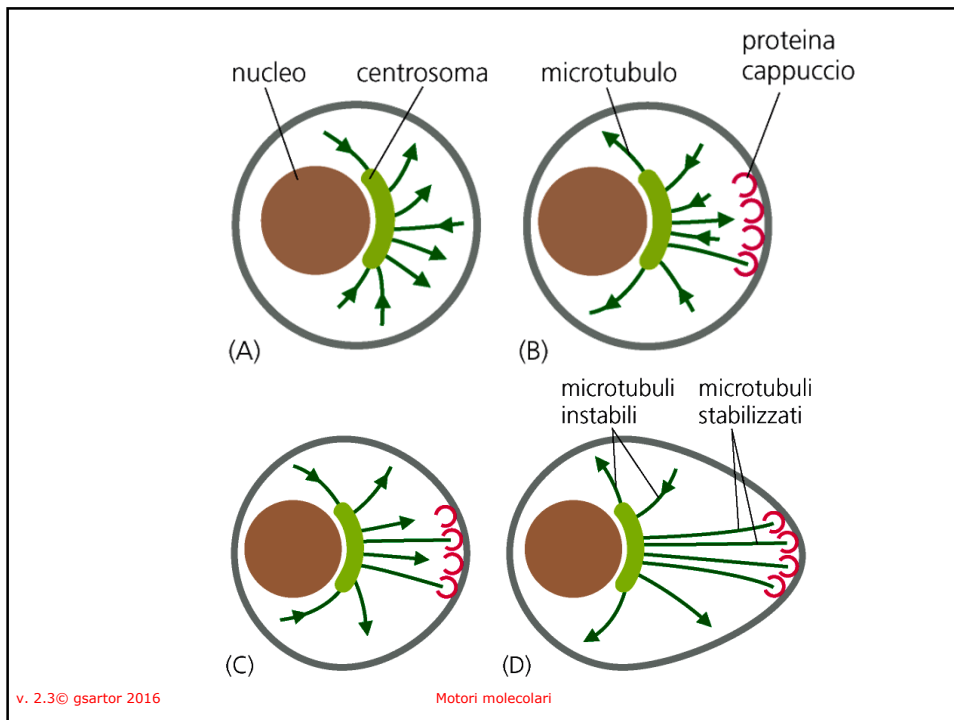 nucleo
centrosoma
microtubulo
proteina
cappuccio
(A)
(B)
microtubuli
instabili
microtubuli
stabilizzati
(C)
(D)
v. 2.3© gsartor 2016
Motori molecolari